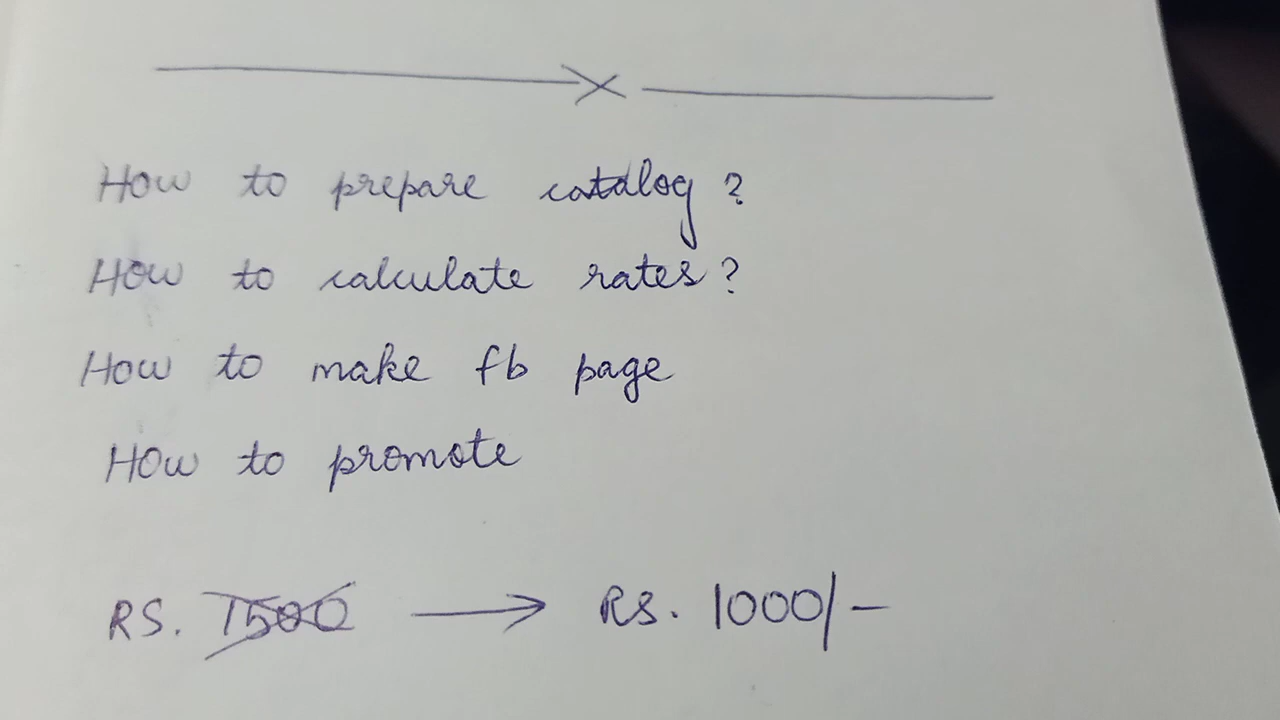 How to prepare catalog?
How to calculate rates?
How to make fb page
How to promote
RS. 1500 → RS. 1000/-